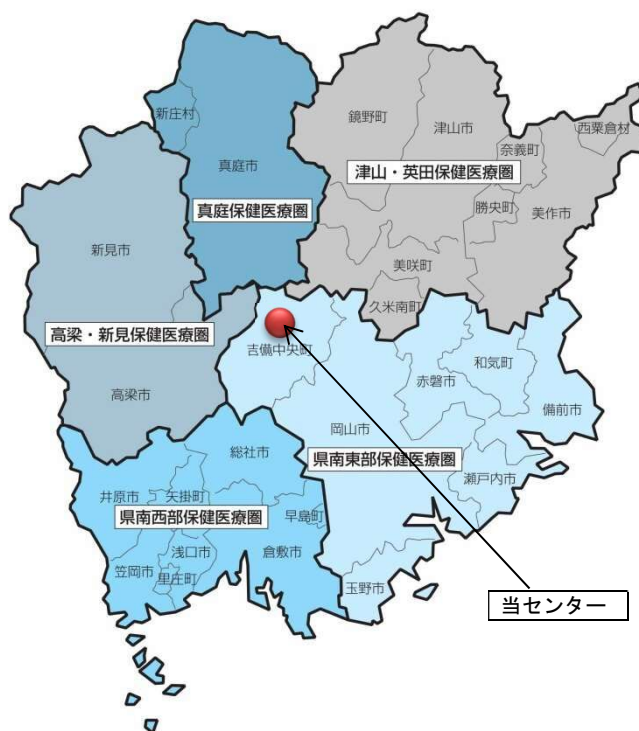 新庄村
真庭市
真庭保健医療圏
鏡野町
津山市
奈義町
西粟倉村
津山・英田保健医療圏
勝央町
美作市
美咲町
久米南町
新見市
高梁・新見保健医療圏
高梁市
吉備中央町
赤磐市
和気町
備前市
岡山市
県南東部保健医療圏
瀬戸内市
玉野市
総社市
井原市
矢掛町
県南西部保健医療圏
早島町
浅口市
倉敷市
笠岡市
里庄町
当センター